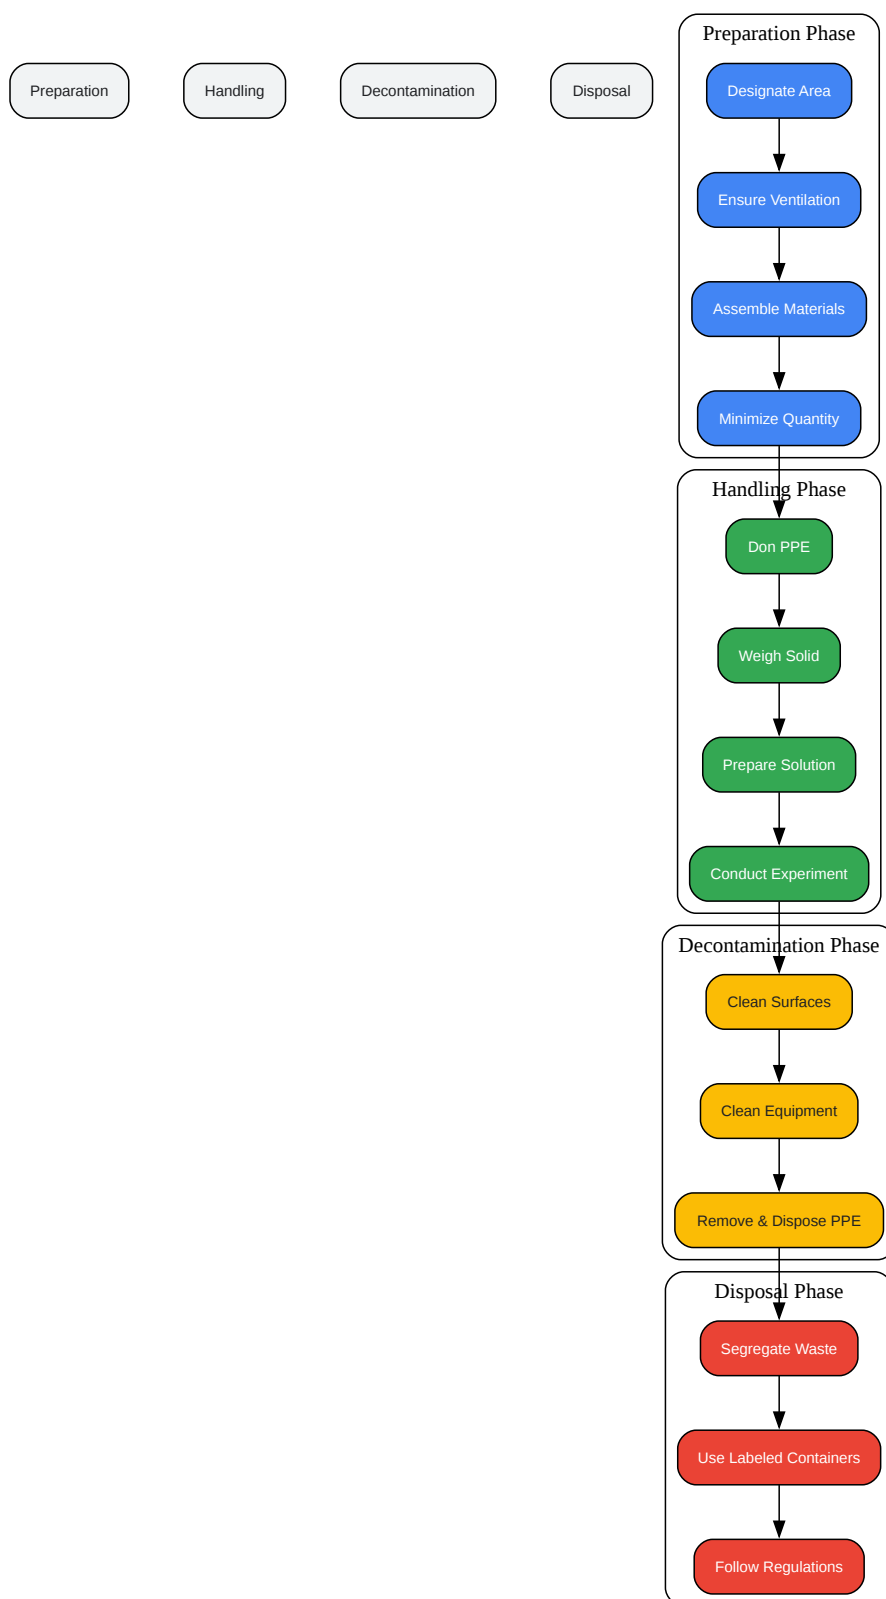 Preparation Phase
Preparation
Handling
Decontamination
Disposal
Designate Area
Ensure Ventilation
Assemble Materials
Minimize Quantity
Handling Phase
Don PPE
Weigh Solid
Prepare Solution
Conduct Experiment
Decontamination Phase
Clean Surfaces
Clean Equipment
Remove & Dispose PPE
Disposal Phase
Segregate Waste
Use Labeled Containers
Follow Regulations